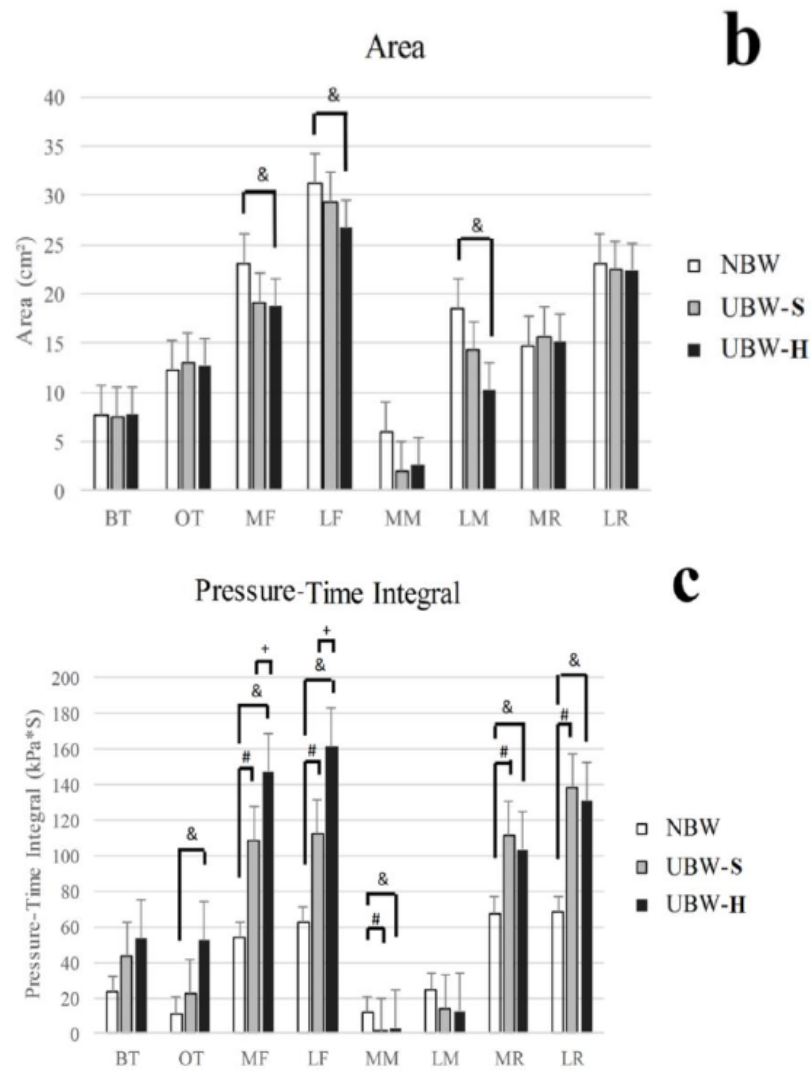 b
Area
&
40
35
&
30
&
25
20
15
10
5
0
Area (cm²)
BT OT MF LF MM LM MR LR
NBW
UBW-S
UBW-H
c
Pressure-Time Integral
+
+
200
&
&
&
180
&
160
#
#
#
#
140
120
&
100
80
&
60
#
40
20
0
Pressure-Time Integral (kPa*S)
BT OT MF LF MM LM MR LR
NBW
UBW-S
UBW-H